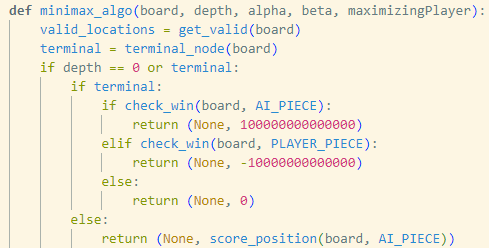 def minimax_algo(board, depth, alpha, beta, maximizingPlayer):
    valid_locations = get_valid(board)
    terminal = terminal_node(board)
    if depth == 0 or terminal:
        if terminal:
            if check_win(board, AI_PIECE):
                return (None, 100000000000000)
            elif check_win(board, PLAYER_PIECE):
                return (None, -10000000000000)
            else:
                return (None, 0)
        else:
            return (None, score_position(board, AI_PIECE))